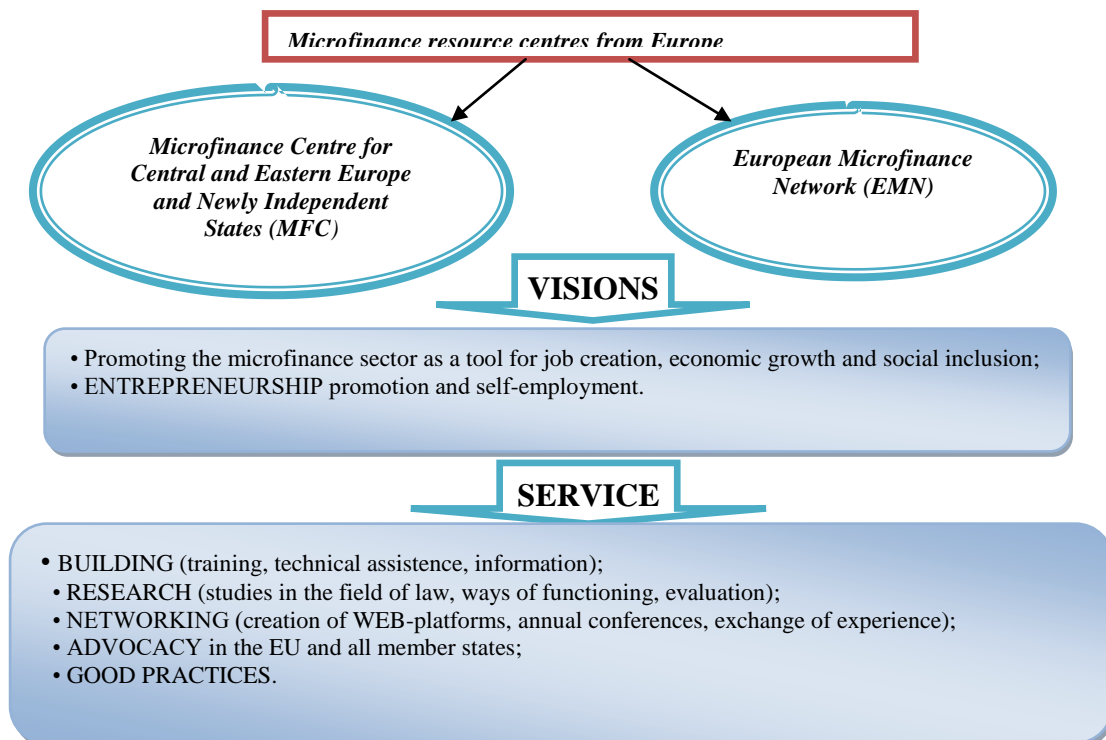 Microfinance resource centres from Europe
Microfinance Centre for
Central and Eastern Europe
and Newly Independent
States (MFC)
European Microfinance
Network (EMN)
VISIONS
• Promoting the microfinance sector as a tool for job creation, economic growth and social inclusion;
• ENTREPRENEURSHIP promotion and self-employment.
SERVICE
• BUILDING (training, technical assistence, information);
• RESEARCH (studies in the field of law, ways of functioning, evaluation);
• NETWORKING (creation of WEB-platforms, annual conferences, exchange of experience);
• ADVOCACY in the EU and all member states;
• GOOD PRACTICES.